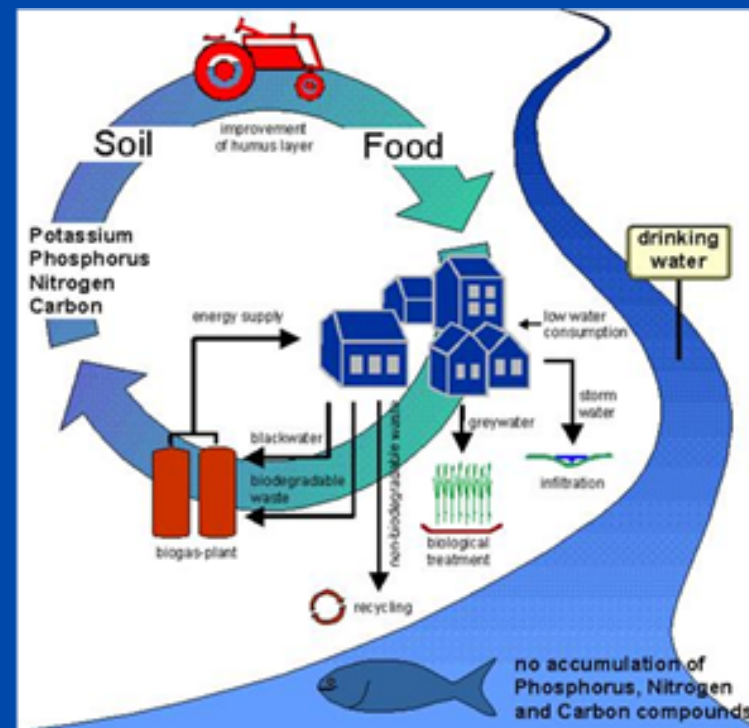 improvement
of humus layer
Soil
Food
Potassium
Phosphorus
Nitrogen
Carbon
drinking
water
energy supply
low water
consumption
storm
water
greywater
blackwater
biodegradable
waste
non-biodegradable waste
infiltration
biogas-plant
biological
treatment
recycling
no accumulation of
Phosphorus, Nitrogen
and Carbon compounds